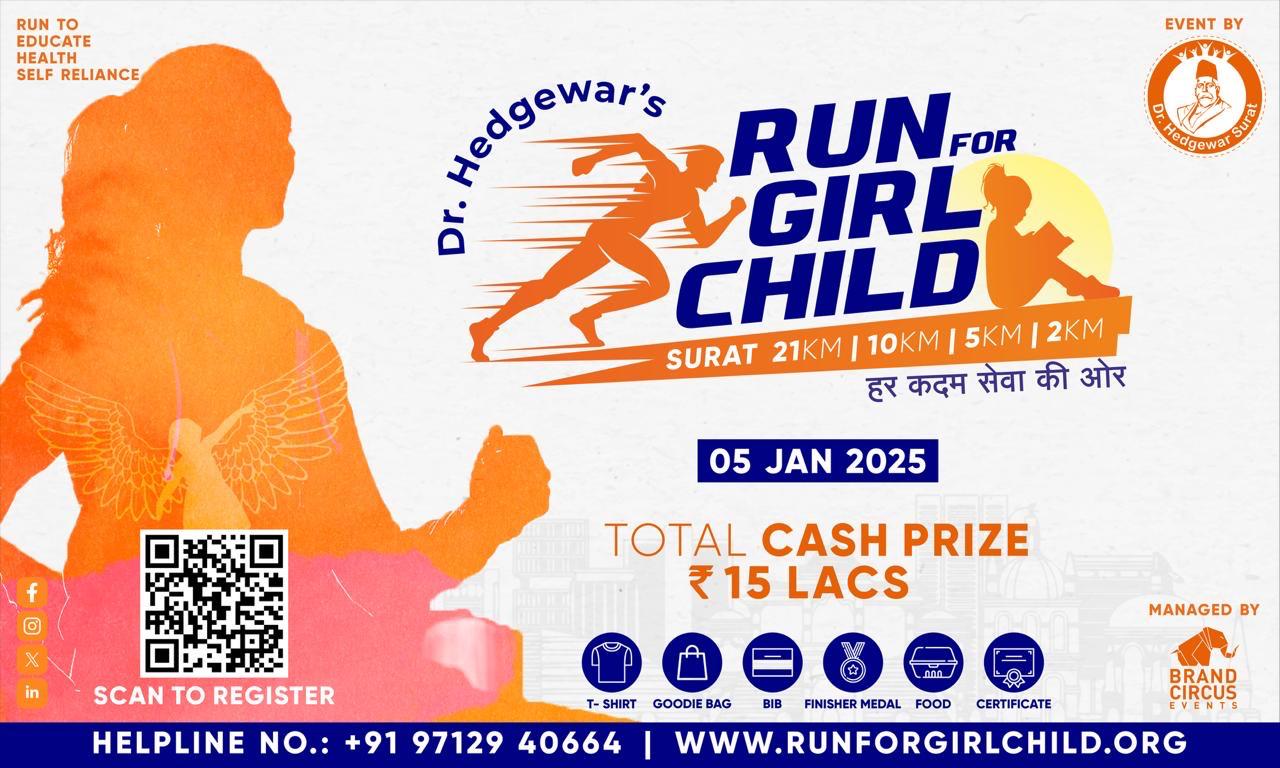 RUN TO
EDUCATE
HEALTH
SELF RELIANCE
EVENT BY
Dr. Hedgewar Surat
Dr. Hedgewar's
RUN FOR
GIRL
CHILD
SURAT 21KM | 10KM | 5KM | 2KM
हर कदम सेवा की ओर
05 JAN 2025
TOTAL CASH PRIZE
₹ 15 LACS
T- SHIRT GOODIE BAG BIB FINISHER MEDAL FOOD CERTIFICATE
MANAGED BY
BRAND
CIRCUS
EVENTS
SCAN TO REGISTER
HELPLINE NO.: +91 97129 40664 | WWW.RUNFORGIRLCHILD.ORG